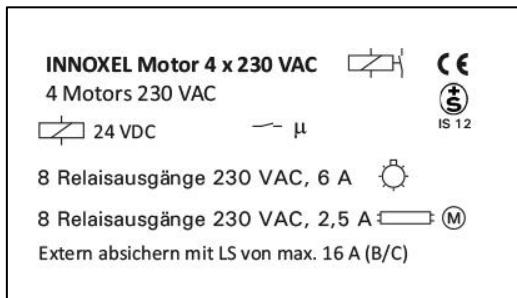 INNOXEL Motor 4 x 230 VAC
CE
4 Motors 230 VAC
+S
IS 12
24 VDC
µ
8 Relaisausgänge 230 VAC, 6 A
8 Relaisausgänge 230 VAC, 2,5 A M
Extern absichern mit LS von max. 16 A (B/C)